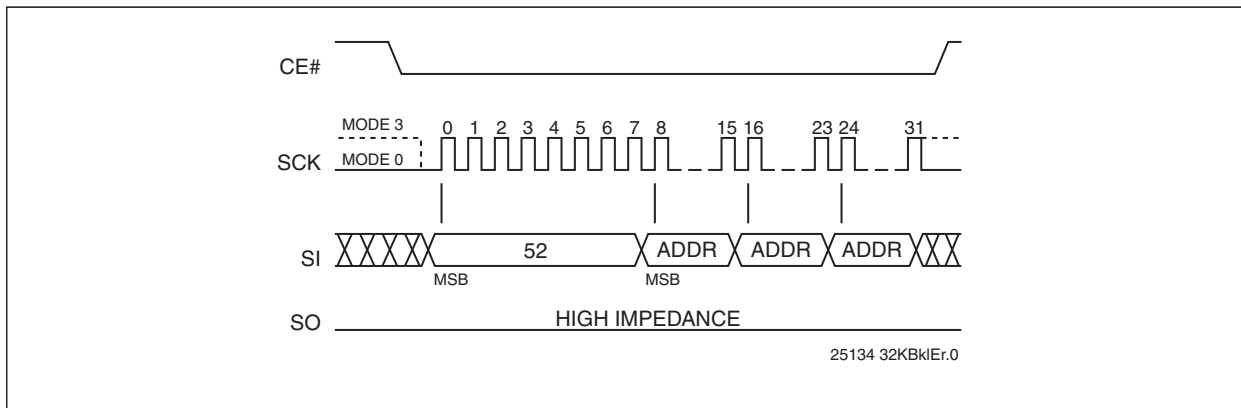 CE#
MODE 3
0 1 2 3 4 5 6 7 8 15 16 23 24 31
SCK
MODE 0
SI
52
ADDR
ADDR
ADDR
MSB
MSB
SO
HIGH IMPEDANCE
25134 32KBklEr.0